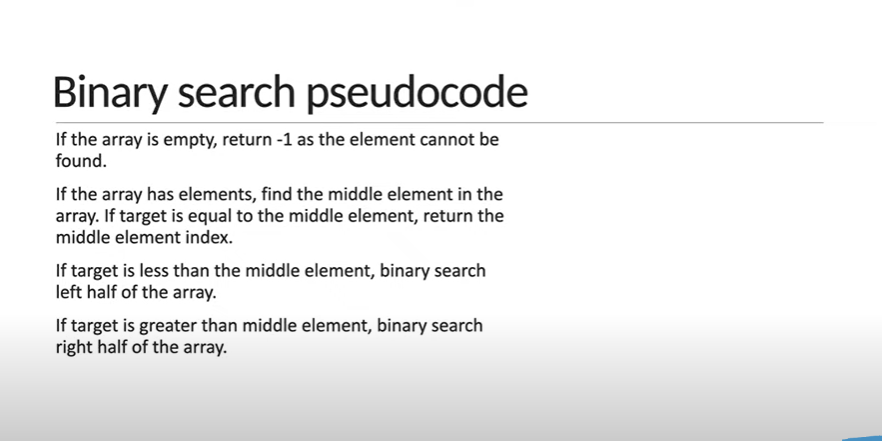 Binary search pseudocode
If the array is empty, return -1 as the element cannot be
found.
If the array has elements, find the middle element in the
array. If target is equal to the middle element, return the
middle element index.
If target is less than the middle element, binary search
left half of the array.
If target is greater than middle element, binary search
right half of the array.